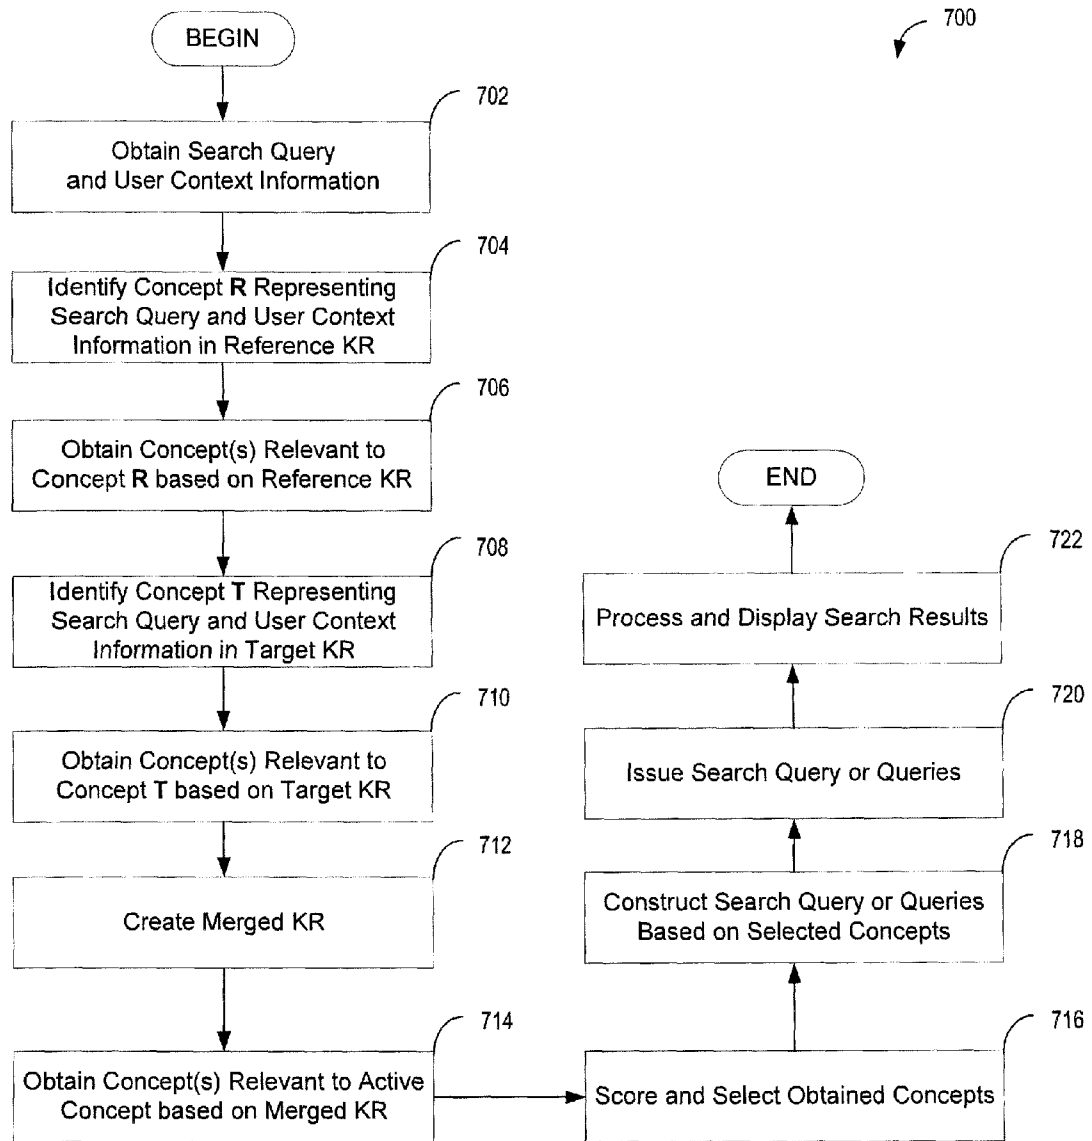 BEGIN
700
702
Obtain Search Query
and User Context Information
704
Identify Concept R Representing
Search Query and User Context
Information in Reference KR
706
Obtain Concept(s) Relevant to
Concept R based on Reference KR
708
Identify Concept T Representing
Search Query and User Context
Information in Target KR
710
Obtain Concept(s) Relevant to
Concept T based on Target KR
712
Create Merged KR
714
Obtain Concept(s) Relevant to Active
Concept based on Merged KR
716
Score and Select Obtained Concepts
718
Construct Search Query or Queries
Based on Selected Concepts
720
Issue Search Query or Queries
722
Process and Display Search Results
END